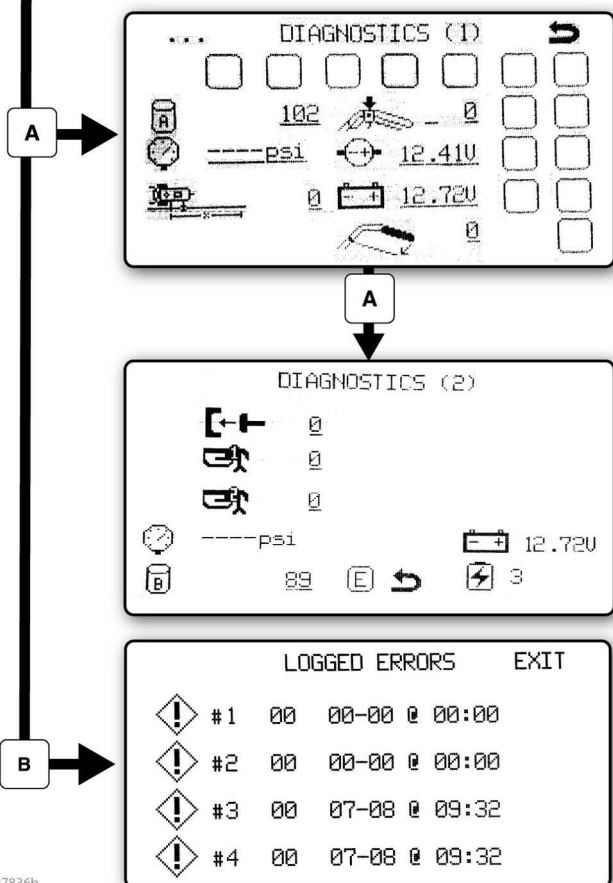 ... DIAGNOSTICS (1)
A 102 0
----psi 12.41V
x 0 12.72V
0
A
A
DIAGNOSTICS (2)
0
0
0
----psi 12.72V
B 89 E 3
LOGGED ERRORS EXIT
#1 00 00-00 @ 00:00
#2 00 00-00 @ 00:00
B
#3 00 07-08 @ 09:32
#4 00 07-08 @ 09:32